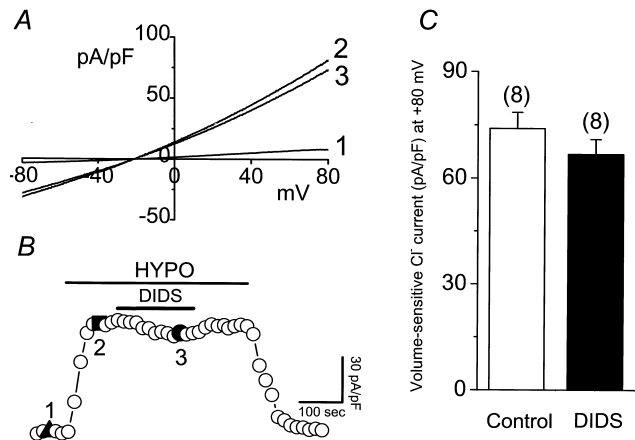 A
pA/pF
100
50
0
-50
-80
-40
0
40
80
mV
2
3
1
B
HYPO
DIDS
1
2
3
30 pA/pF
100 sec
C
Volume-sensitive Cl⁻ current (pA/pF) at +80 mV
90
60
30
0
(8)
(8)
Control
DIDS